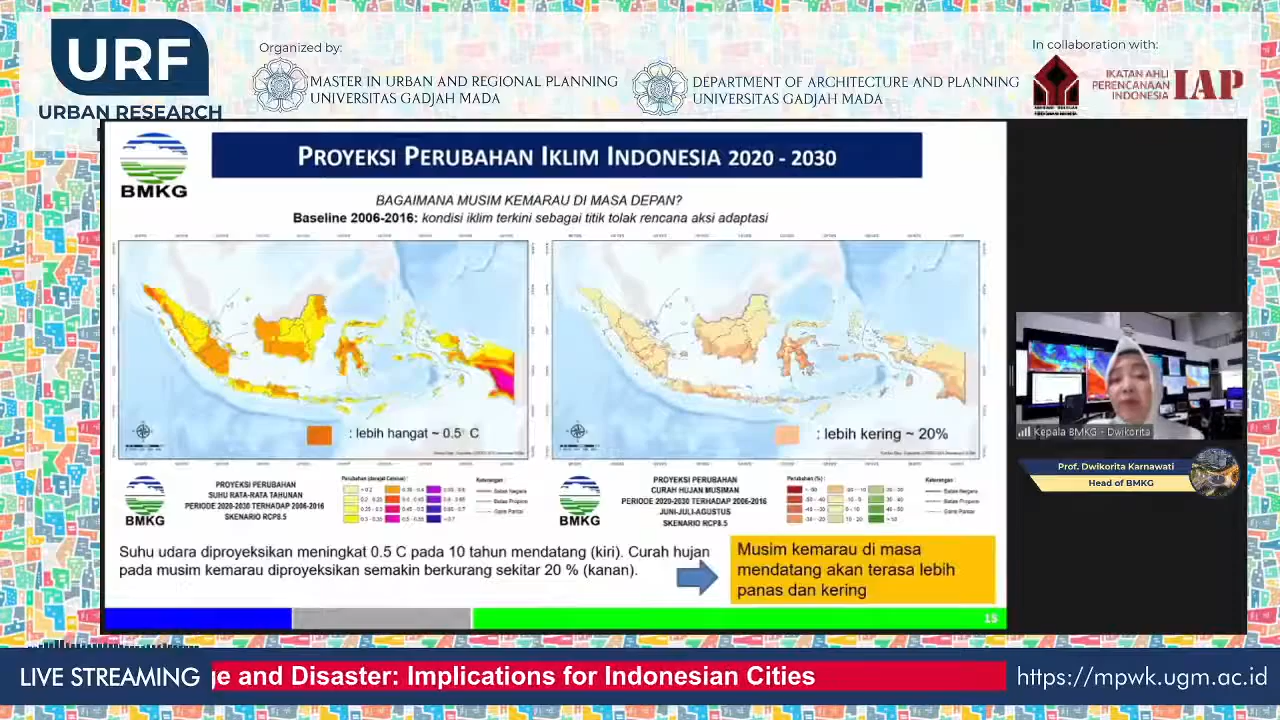 URF
URBAN RESEARCH
Organized by:
MASTER IN URBAN AND REGIONAL PLANNING
UNIVERSITAS GADJAH MADA
DEPARTMENT OF ARCHITECTURE AND PLANNING
UNIVERSITAS GADJAH MADA
In collaboration with:
IKATAN AHLI
PERENCANAAN
INDONESIA
IAP
BMKG
PROYEKSI PERUBAHAN IKLIM INDONESIA 2020 - 2030
BAGAIMANA MUSIM KEMARAU DI MASA DEPAN?
Baseline 2006-2016: kondisi iklim terkini sebagai titik tolak rencana aksi adaptasi
: lebih hangat ~ 0.5 C
: lebih kering ~ 20%
BMKG
PROYEKSI PERUBAHAN
SUHU RATA-RATA TAHUNAN
PERIODE 2020-2030 TERHADAP 2006-2016
SKENARIO RCP8.5
Keterangan :
Batas Negara
BMKG
PROYEKSI PERUBAHAN
CURAH HUJAN MUSIMAN
PERIODE 2020-2030 TERHADAP 2006-2016
JUNI-JULI-AGUSTUS
SKENARIO RCP8.5
Perubahan (%) :
Keterangan :
Batas Negara
Suhu udara diproyeksikan meningkat 0.5 C pada 10 tahun mendatang (kiri). Curah hujan
pada musim kemarau diproyeksikan semakin berkurang sekitar 20 % (kanan).
Musim kemarau di masa
mendatang akan terasa lebih
panas dan kering
15
Kepala BMKG - Dwikorita
Prof. Dwikorita Karnawati
Head of BMKG
LIVE STREAMING
ge and Disaster: Implications for Indonesian Cities
https://mpwk.ugm.ac.id